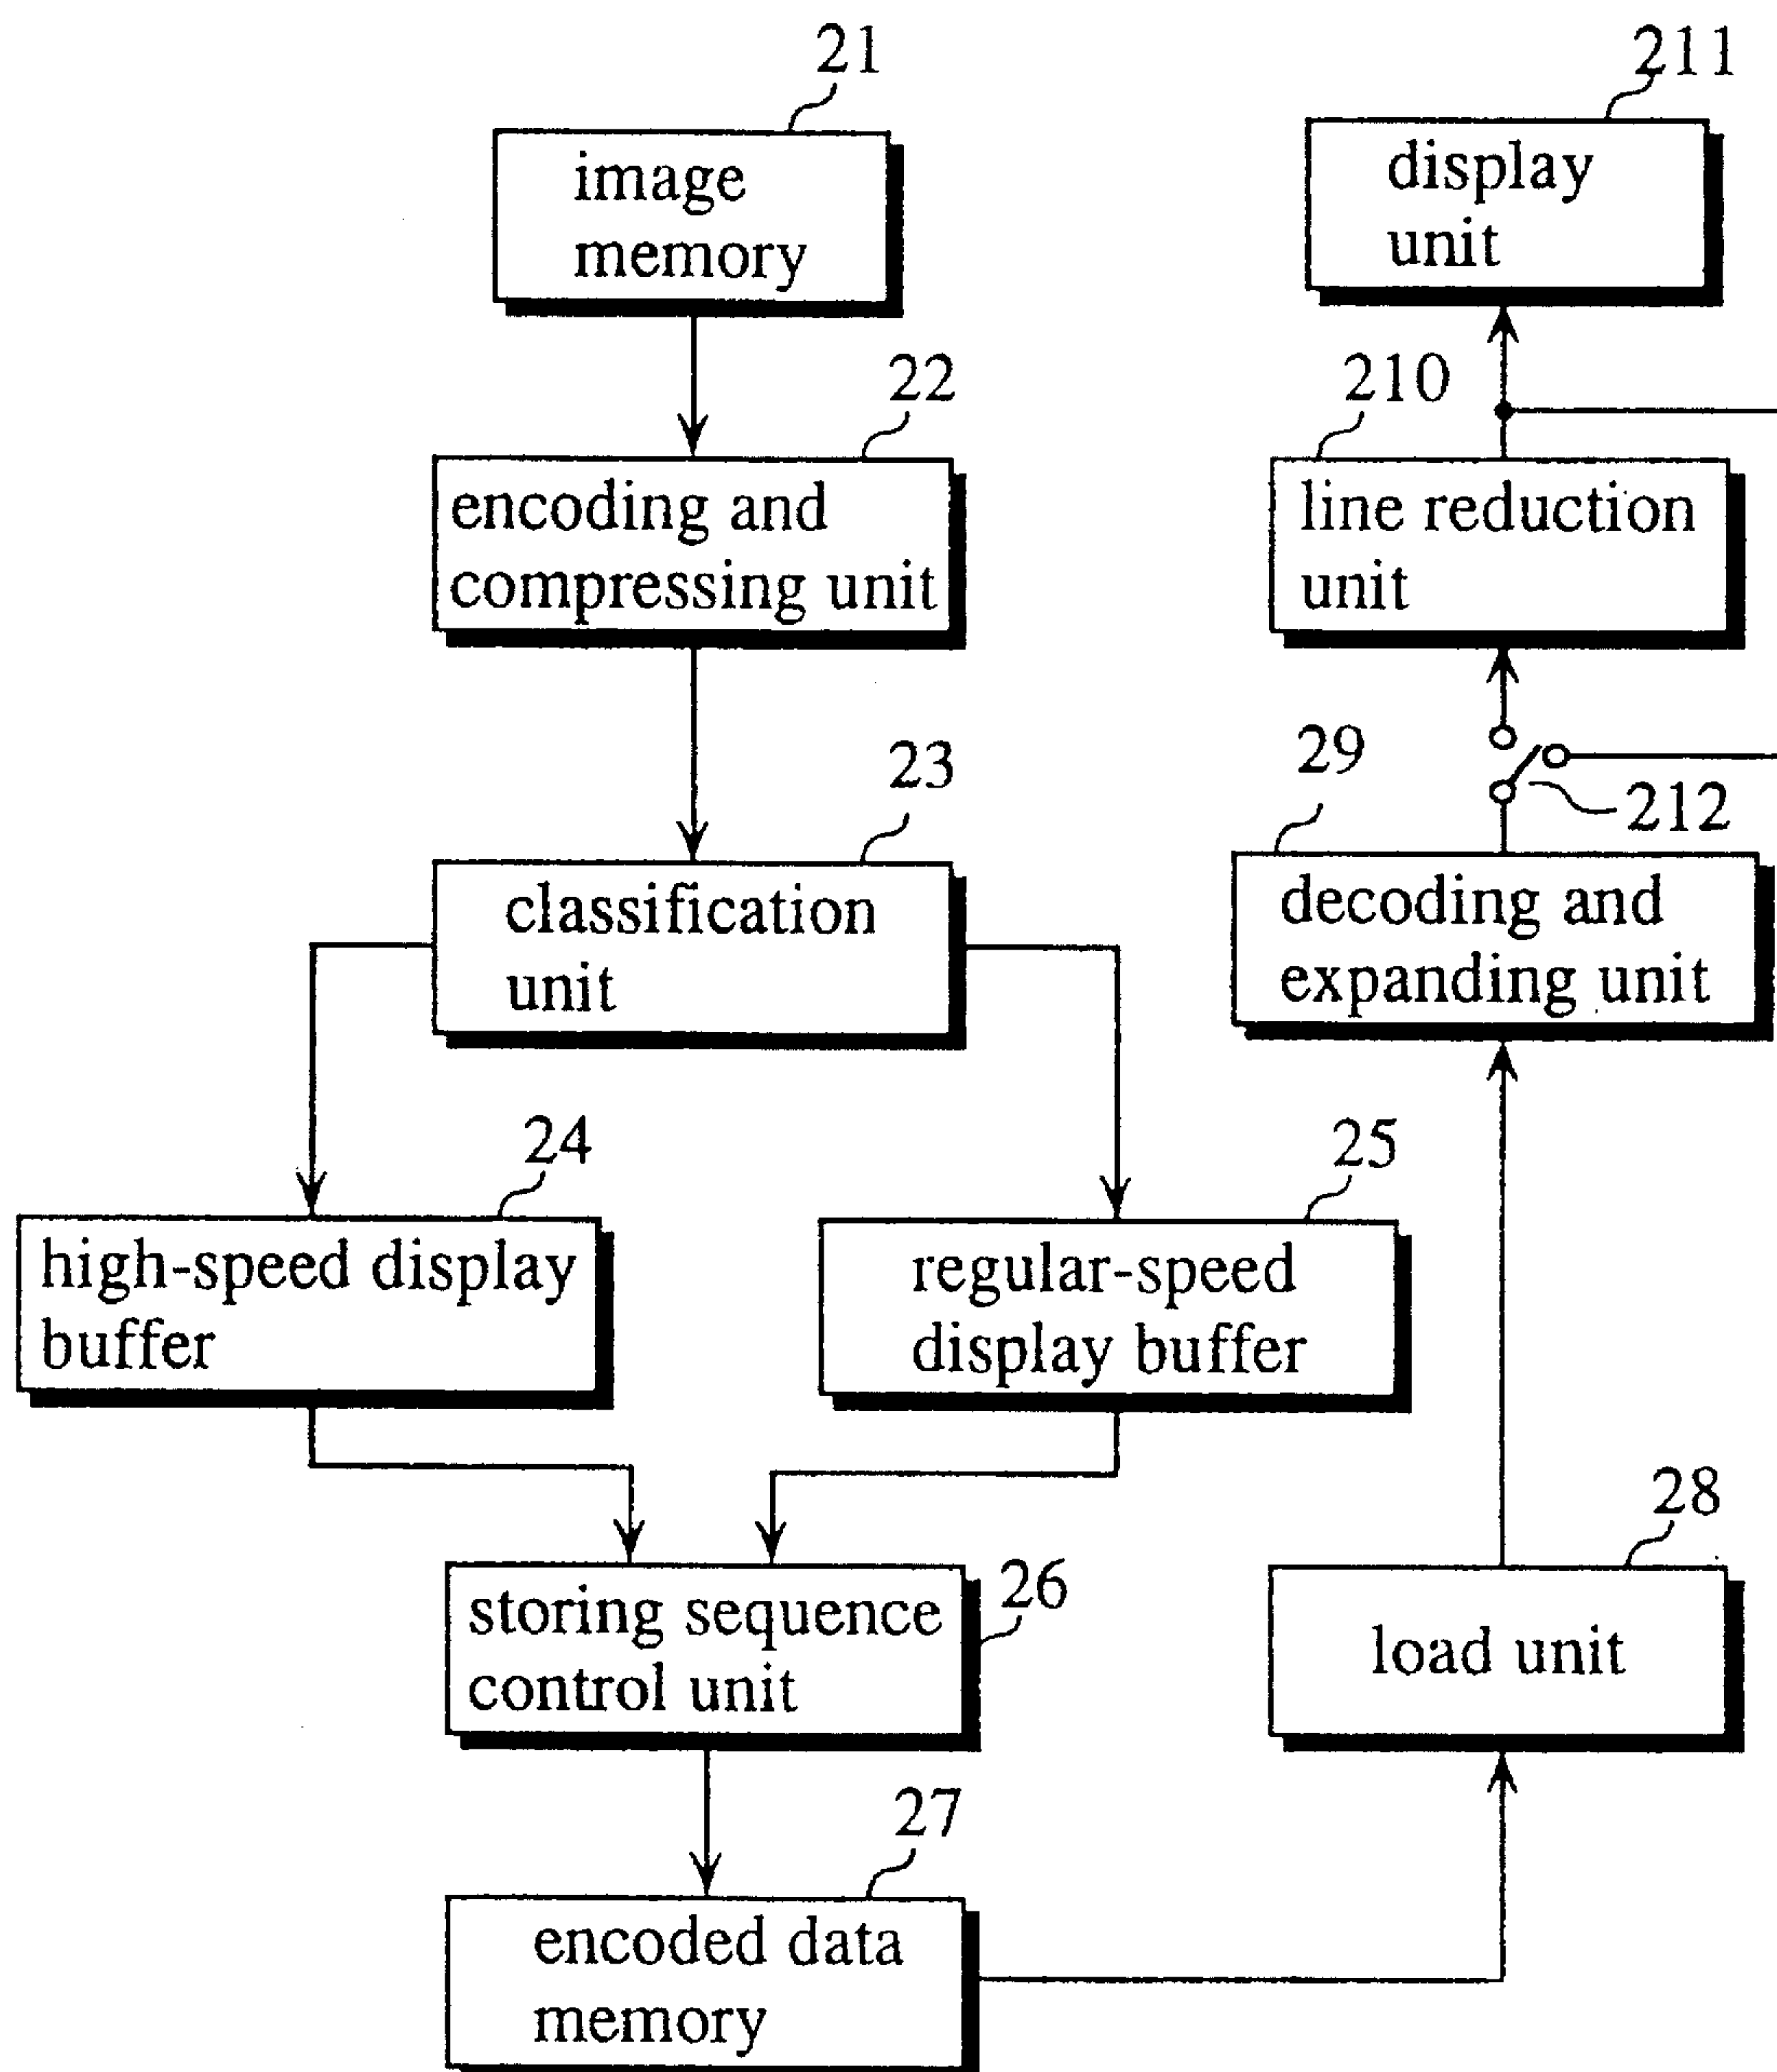 21
image
memory
22
encoding and
compressing unit
23
classification
unit
24
high-speed display
buffer
25
regular-speed
display buffer
26
storing sequence
control unit
27
encoded data
memory
28
load unit
29
decoding and
expanding unit
212
210
line reduction
unit
211
display
unit